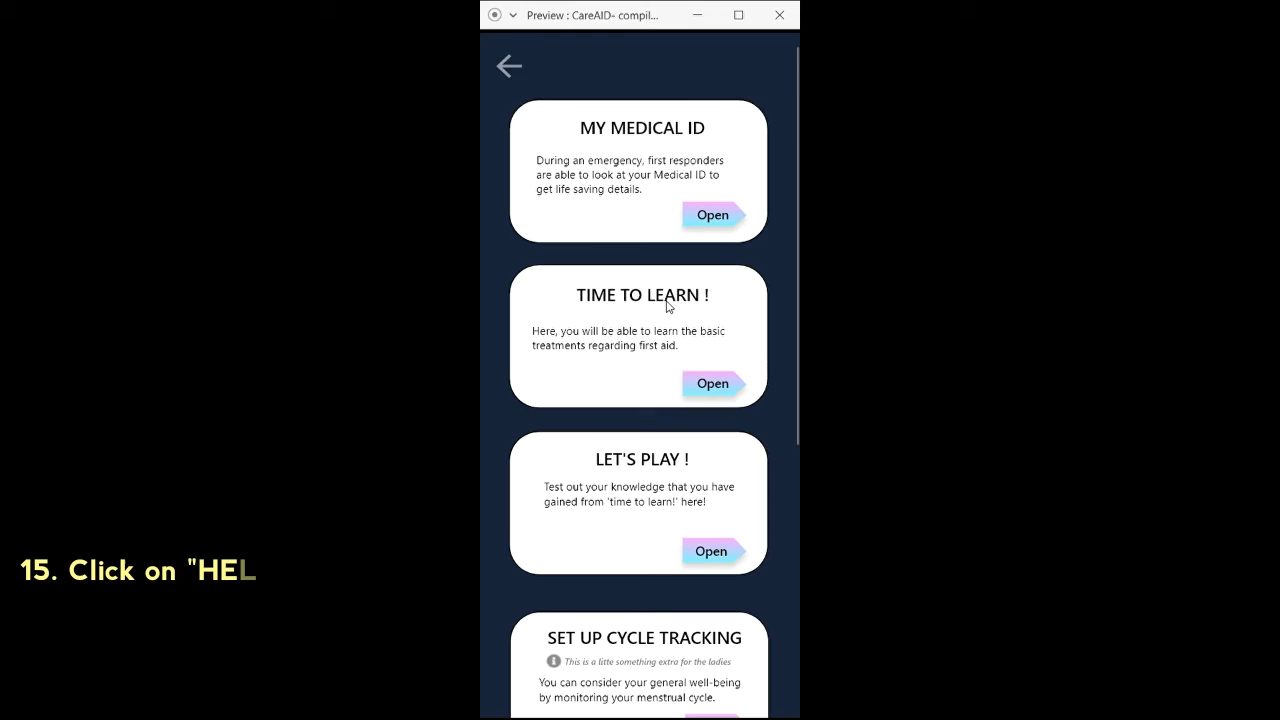 Preview : CareAID- compil...
MY MEDICAL ID
During an emergency, first responders
are able to look at your Medical ID to
get life saving details.
Open
TIME TO LEARN !
Here, you will be able to learn the basic
treatments regarding first aid.
Open
LET'S PLAY !
Test out your knowledge that you have
gained from 'time to learn!' here!
Open
15. Click on "HEL
SET UP CYCLE TRACKING
This is a litte something extra for the ladies
You can consider your general well-being
by monitoring your menstrual cycle.